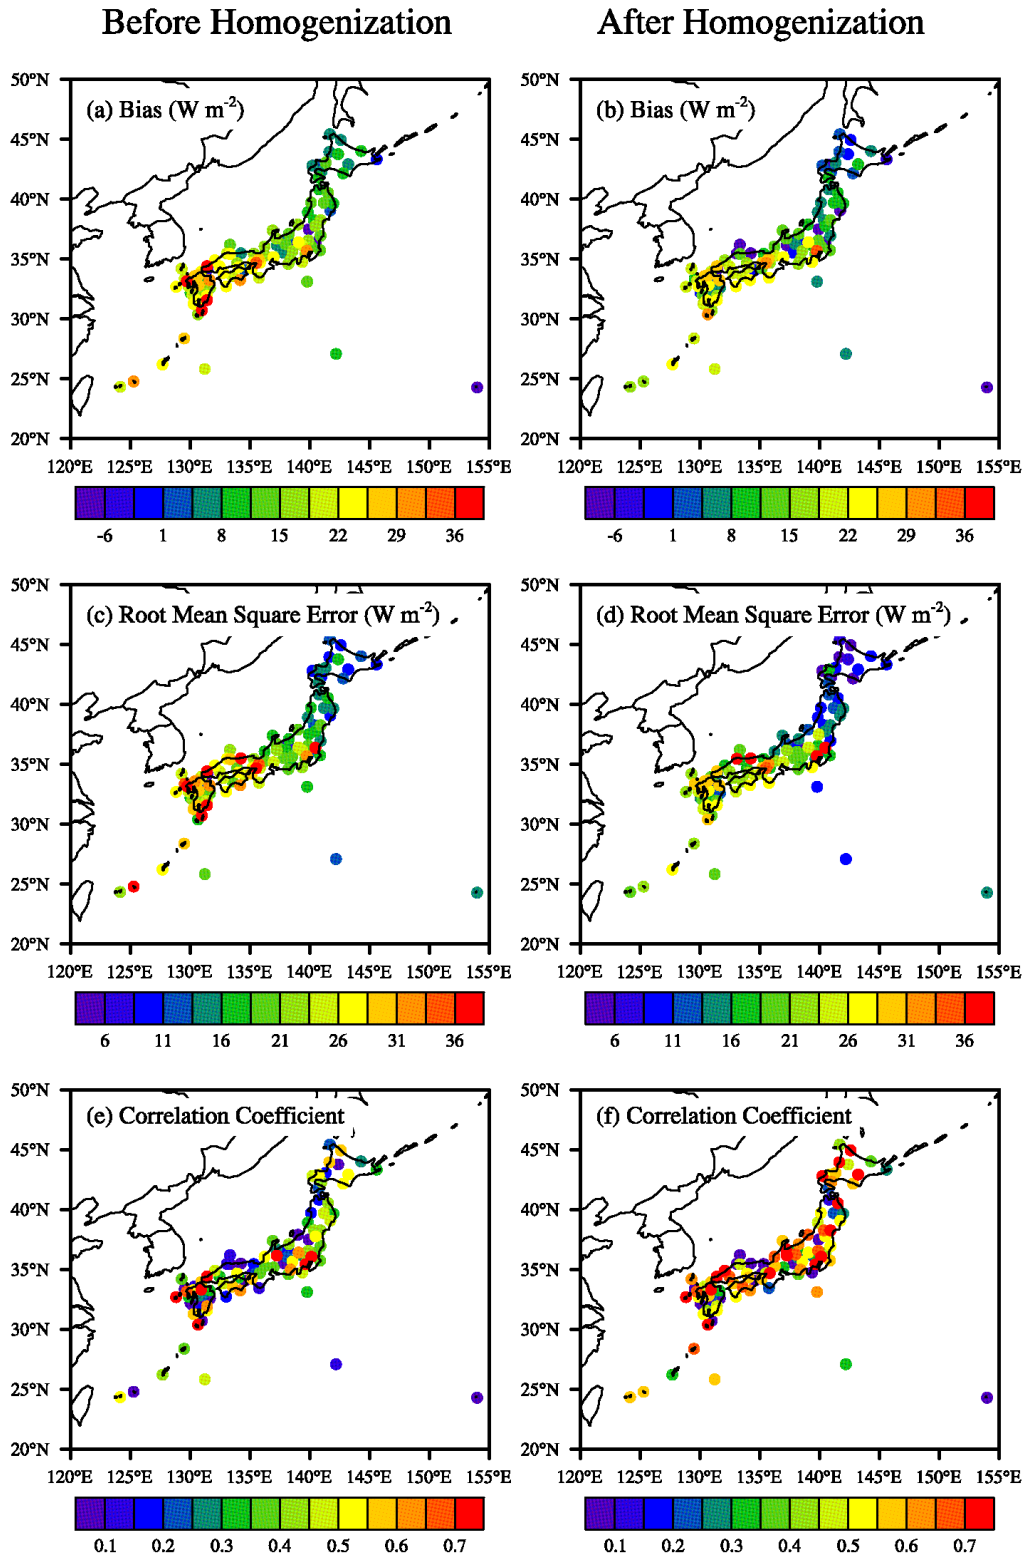 Before Homogenization After Homogenization
50°N 50°N
(a) Bias (W m-2) (b) Bias (W m-2)
45°N 45°N
40°N 40°N
35°N 35°N
30°N 30°N
25°N 25°N
20°N 20°N
120°E 125°E 130°E 135°E 140°E 145°E 150°E 155°E 120°E 125°E 130°E 135°E 140°E 145°E 150°E 155°E
-6 1 8 15 22 29 36 -6 1 8 15 22 29 36
50°N 50°N
(c) Root Mean Square Error (W m-2) (d) Root Mean Square Error (W m-2)
45°N 45°N
40°N 40°N
35°N 35°N
30°N 30°N
25°N 25°N
20°N 20°N
120°E 125°E 130°E 135°E 140°E 145°E 150°E 155°E 120°E 125°E 130°E 135°E 140°E 145°E 150°E 155°E
6 11 16 21 26 31 36 6 11 16 21 26 31 36
50°N 50°N
(e) Correlation Coefficient (f) Correlation Coefficient
45°N 45°N
40°N 40°N
35°N 35°N
30°N 30°N
25°N 25°N
20°N 20°N
120°E 125°E 130°E 135°E 140°E 145°E 150°E 155°E 120°E 125°E 130°E 135°E 140°E 145°E 150°E 155°E
0.1 0.2 0.3 0.4 0.5 0.6 0.7 0.1 0.2 0.3 0.4 0.5 0.6 0.7